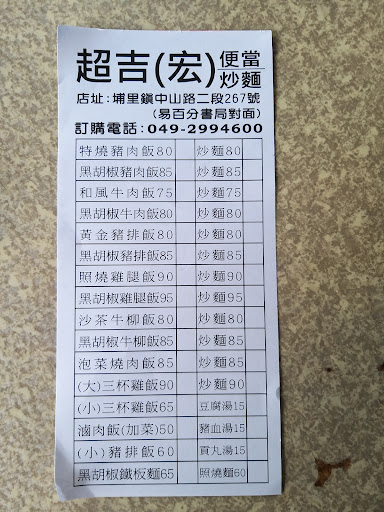 超吉(宏)便當炒麵
店址:埔里鎮中山路二段267號
(易百分書局對面)
訂購電話:049-2994600
特燒豬肉飯80 炒麵80
黑胡椒豬肉飯85 炒麵85
和風牛肉飯75 炒麵75
黑胡椒牛肉飯80 炒麵80
黃金豬排飯80 炒麵80
黑胡椒豬排飯85 炒麵85
照燒雞腿飯90 炒麵90
黑胡椒雞腿飯95 炒麵95
沙茶牛柳飯80 炒麵80
黑胡椒牛柳飯85 炒麵85
泡菜燒肉飯85 炒麵85
(大)三杯雞飯90 炒麵90
(小)三杯雞飯65 豆腐湯15
滷肉飯(加菜)50 豬血湯15
(小)豬排飯60 貢丸湯15
黑胡椒鐵板麵65 照燒麵60